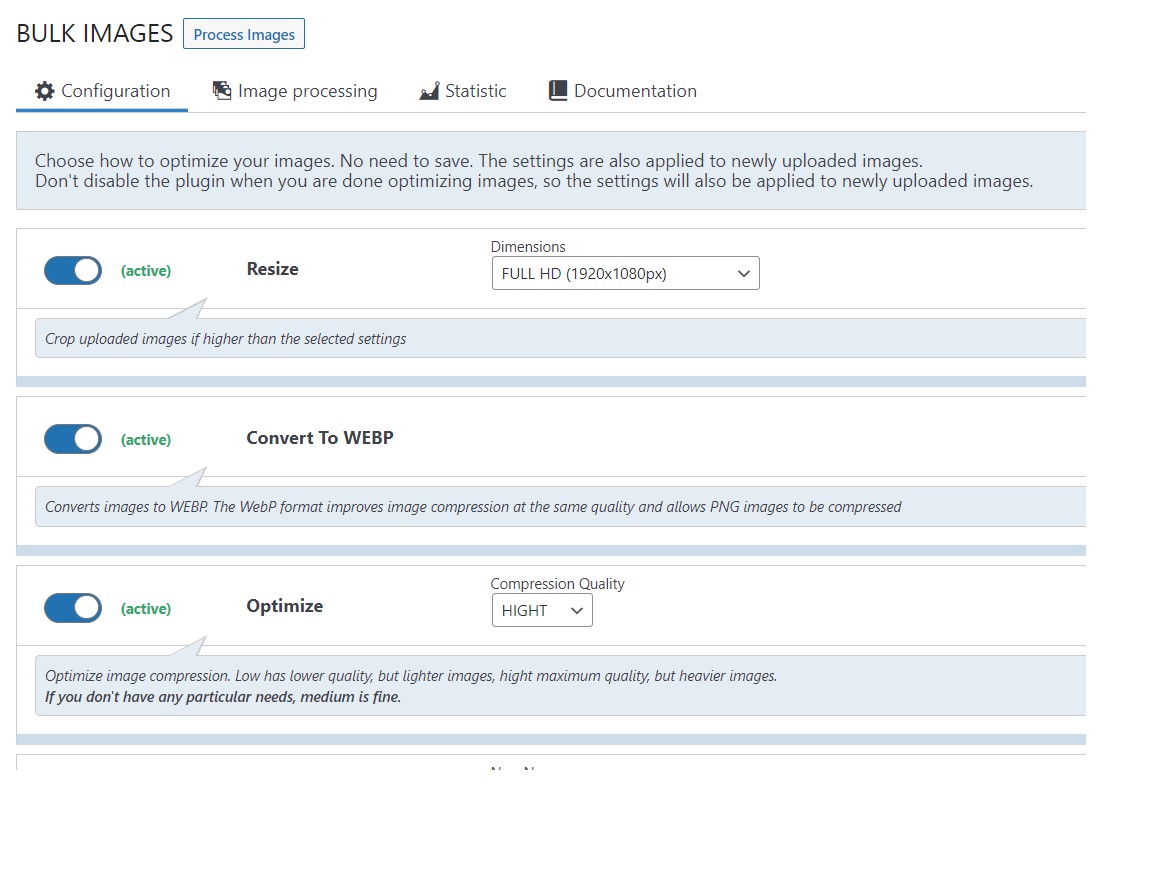 BULK IMAGES Process Images
Configuration Image processing Statistic Documentation
Choose how to optimize your images. No need to save. The settings are also applied to newly uploaded images.
Don't disable the plugin when you are done optimizing images, so the settings will also be applied to newly uploaded images.
Dimensions
(active) Resize FULL HD (1920x1080px)
Crop uploaded images if higher than the selected settings
(active) Convert To WEBP
Converts images to WEBP. The WebP format improves image compression at the same quality and allows PNG images to be compressed
Compression Quality
(active) Optimize HIGHT
Optimize image compression. Low has lower quality, but lighter images, hight maximum quality, but heavier images.
If you don't have any particular needs, medium is fine.